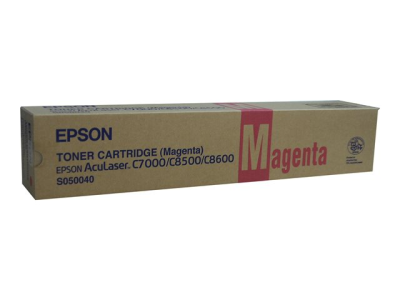 EPSON
TONER CARTRIDGE (Magenta)
EPSON AcuLaser. C7000/C8500/C8600
S050040
Magenta